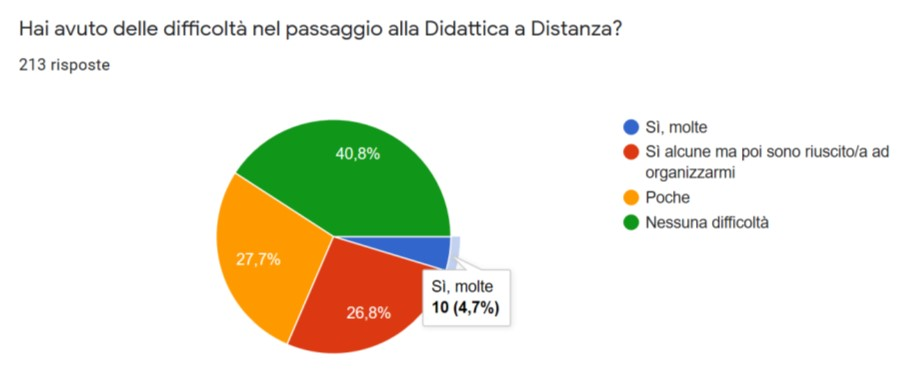 Hai avuto delle difficoltà nel passaggio alla Didattica a Distanza?
213 risposte
40,8%
27,7%
26,8%
Sì, molte
10 (4,7%)
Sì, molte
Sì alcune ma poi sono riuscito/a ad
organizzarmi
Poche
Nessuna difficoltà